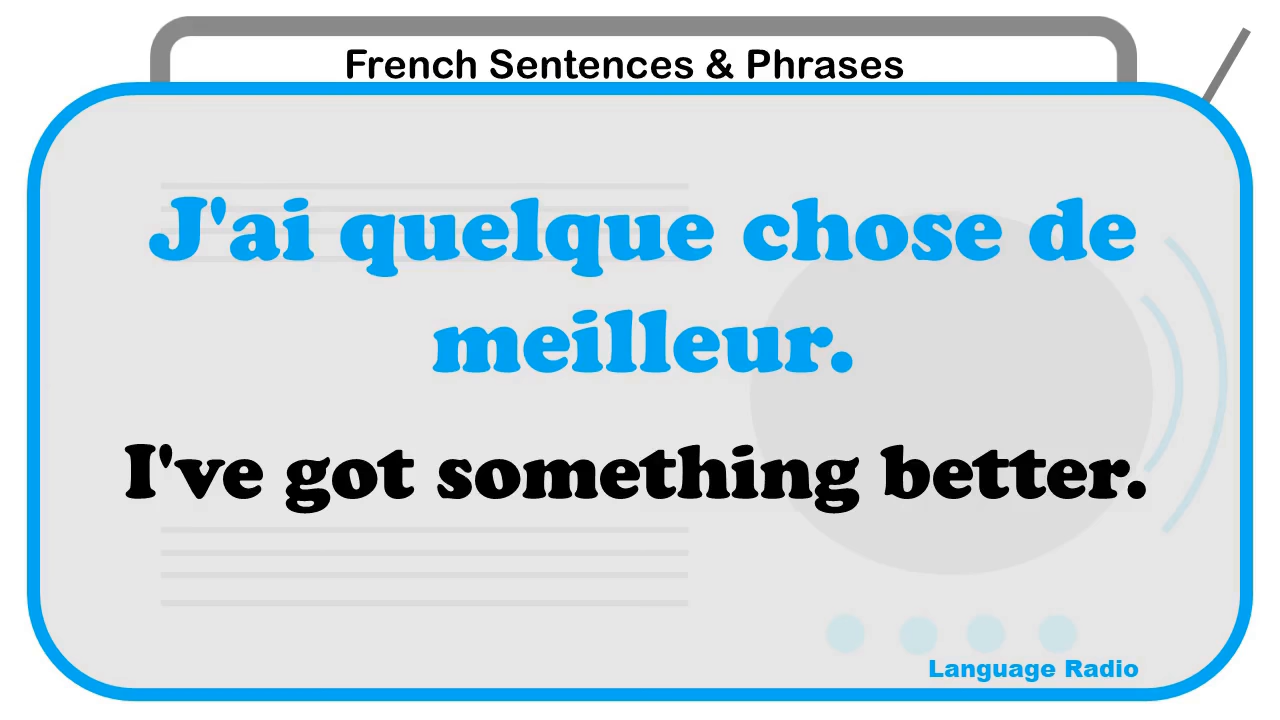 French Sentences & Phrases
J'ai quelque chose de
meilleur.
I've got something better.
Language Radio